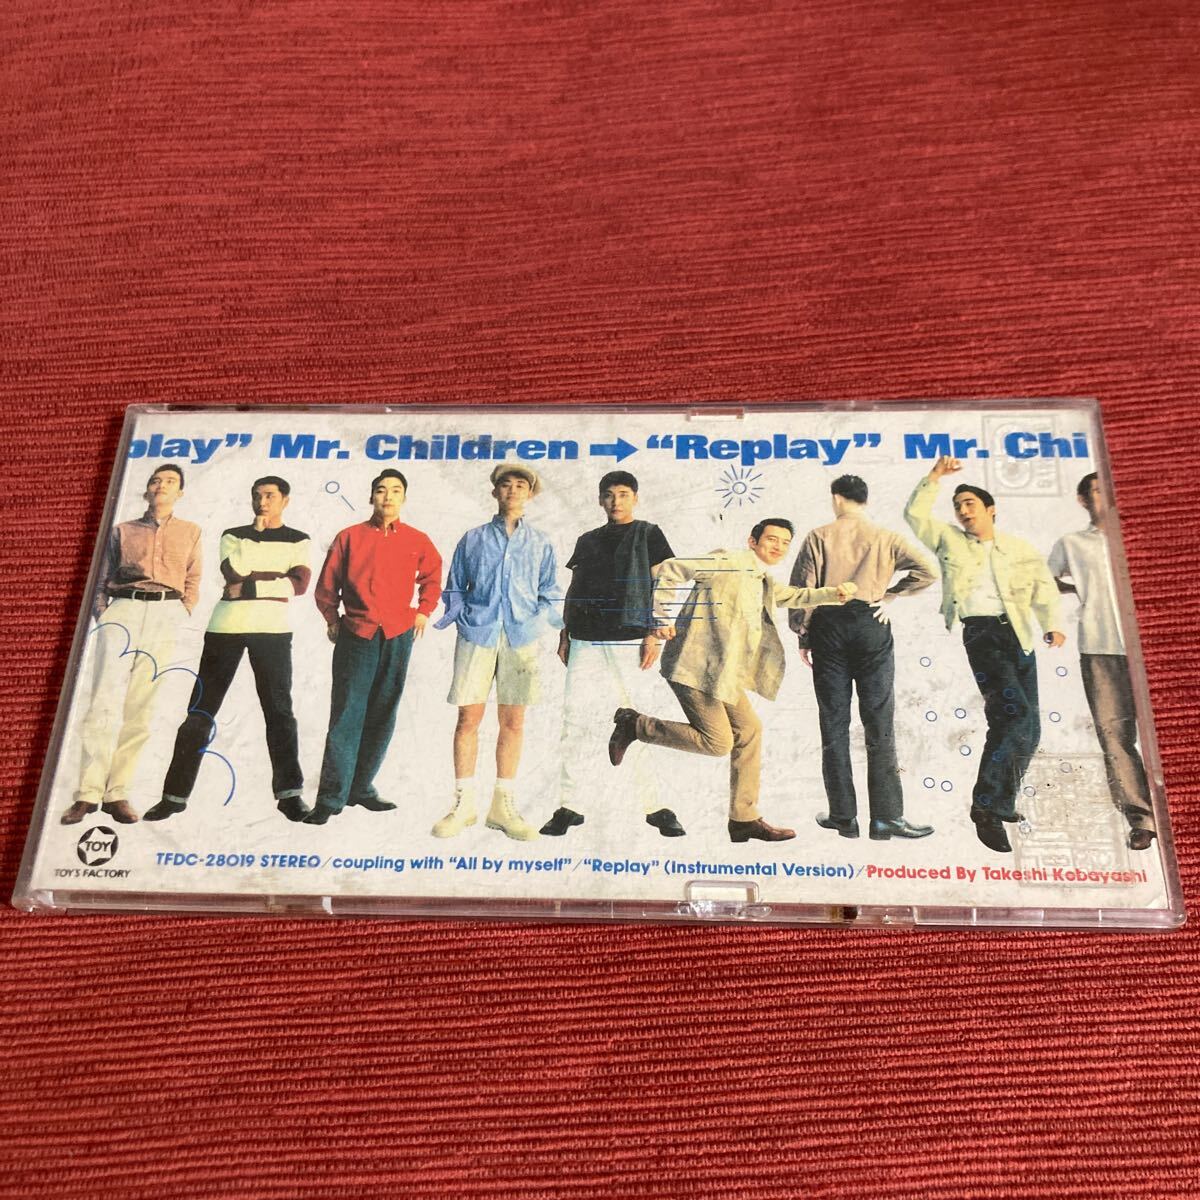 play” Mr. Children → “Replay” Mr. Chi
TOY
TOY'S FACTORY
TFDC-28019 STEREO/coupling with “All by myself”/“Replay” (Instrumental Version)/Produced By Takeshi Kobayashi